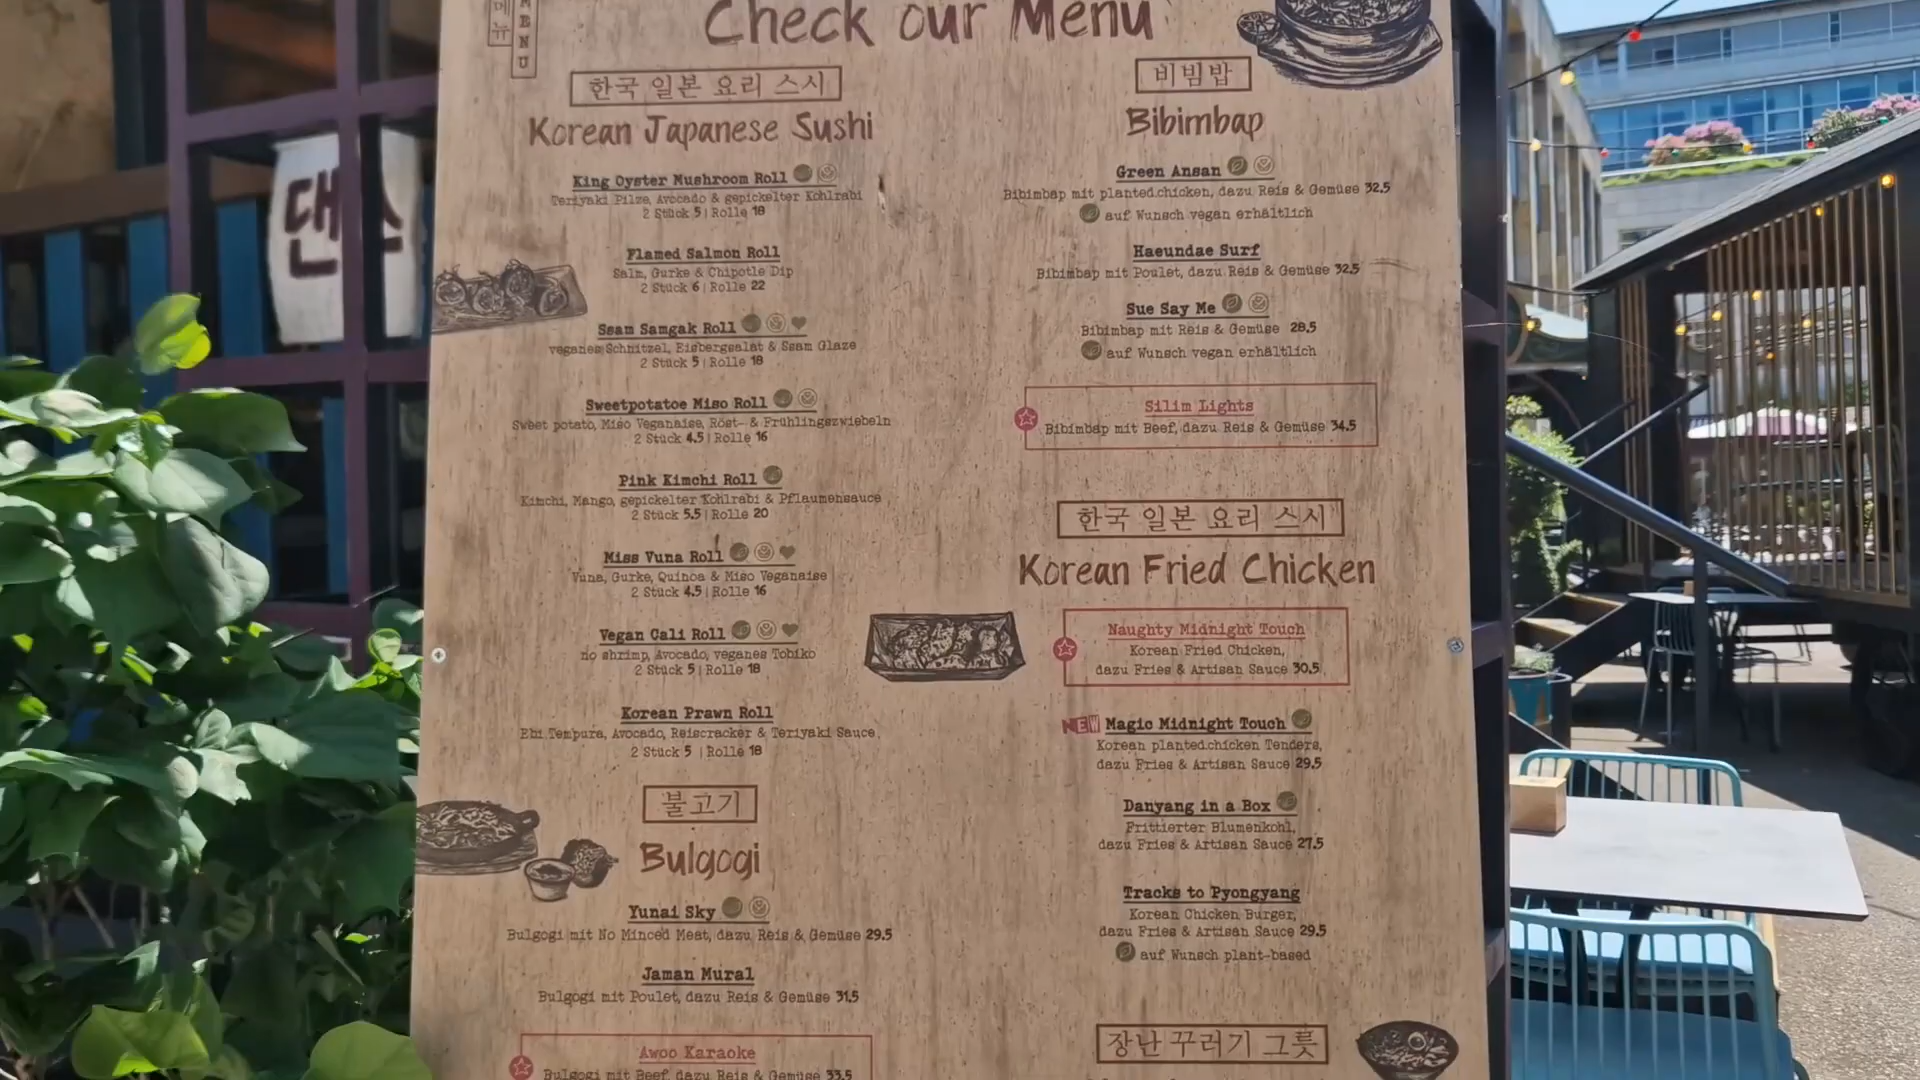 메뉴
MENU
Check our Menu
한국 일본 요리 스시
Korean Japanese Sushi
King Oyster Mushroom Roll
Teriyaki Pilze, Avocado & gepickelter Kohlrabi
2 Stück 5 | Rolle 18
Flamed Salmon Roll
Salm, Gurke & Chipotle Dip
2 Stück 6 | Rolle 22
Ssam Samgak Roll
veganes Schnitzel, Eisbergsalat & Ssam Glaze
2 Stück 5 | Rolle 18
Sweetpotatoe Miso Roll
Sweet potato, Miso Veganaise, Röst- & Frühlingszwiebeln
2 Stück 4.5 | Rolle 16
Pink Kimchi Roll
Kimchi, Mango, gepickelter Kohlrabi & Pflaumensauce
2 Stück 5.5 | Rolle 20
Miss Vuna Roll
Vuna, Gurke, Quinoa & Miso Veganaise
2 Stück 4.5 | Rolle 16
Vegan Cali Roll
no shrimp, Avocado, veganes Tobiko
2 Stück 5 | Rolle 18
Korean Prawn Roll
Ebi Tempura, Avocado, Reiscracker & Teriyaki Sauce
2 Stück 5 | Rolle 18
불고기
Bulgogi
Yunai Sky
Bulgogi mit No Minced Meat, dazu Reis & Gemüse 29.5
Jaman Mural
Bulgogi mit Poulet, dazu Reis & Gemüse 31.5
Awoo Karaoke
Bulgogi mit Beef, dazu Reis & Gemüse 33.5
비빔밥
Bibimbap
Green Ansan
Bibimbap mit planted.chicken, dazu Reis & Gemüse 32.5
auf Wunsch vegan erhältlich
Haeundae Surf
Bibimbap mit Poulet, dazu Reis & Gemüse 32.5
Sue Say Me
Bibimbap mit Reis & Gemüse 28.5
auf Wunsch vegan erhältlich
Silim Lights
Bibimbap mit Beef, dazu Reis & Gemüse 34.5
한국 일본 요리 스시
Korean Fried Chicken
Naughty Midnight Touch
Korean Fried Chicken,
dazu Fries & Artisan Sauce 30.5
NEW Magic Midnight Touch
Korean planted.chicken Tenders,
dazu Fries & Artisan Sauce 29.5
Danyang in a Box
Frittierter Blumenkohl,
dazu Fries & Artisan Sauce 27.5
Tracks to Pyongyang
Korean Chicken Burger,
dazu Fries & Artisan Sauce 29.5
auf Wunsch plant-based
장난 꾸러기 그릇
댄스